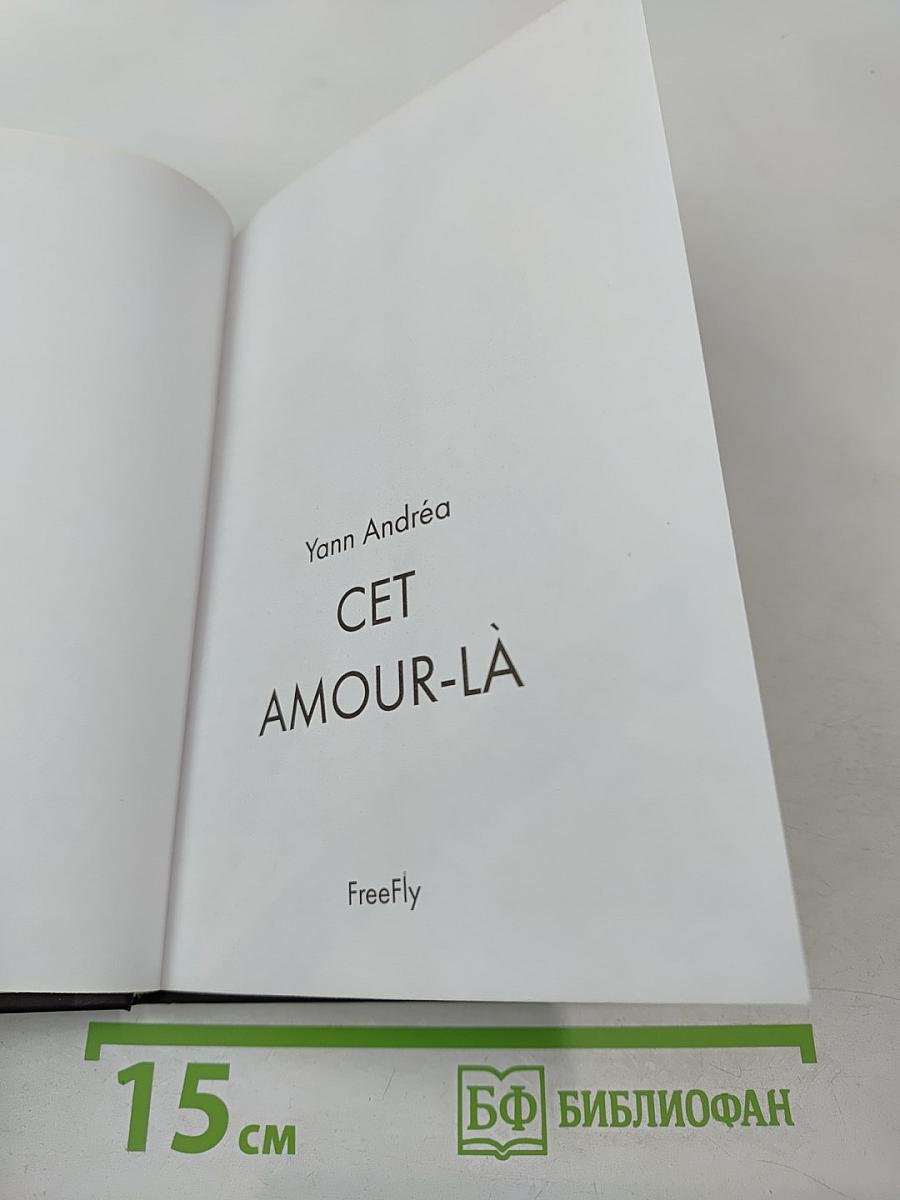 Yann Andréa
CET
AMOUR-LÀ
FreeFly
15 см
БФ БИБЛИОФАН